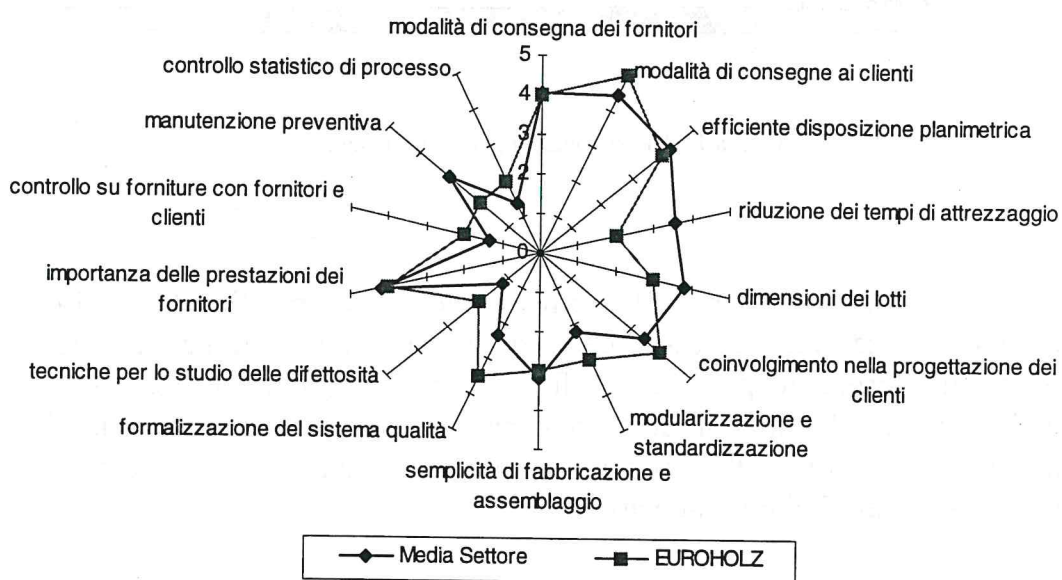 modalità di consegna dei fornitori
5
controllo statistico di processo
modalità di consegne ai clienti
4
manutenzione preventiva
3
efficiente disposizione planimetrica
2
controllo su forniture con fornitori e
clienti
1
riduzione dei tempi di attrezzaggio
0
importanza delle prestazioni dei
fornitori
dimensioni dei lotti
tecniche per lo studio delle difettosità
coinvolgimento nella progettazione dei
clienti
formalizzazione del sistema qualità
modularizzazione e
standardizzazione
semplicità di fabbricazione e
assemblaggio
Media Settore
EUROHOLZ